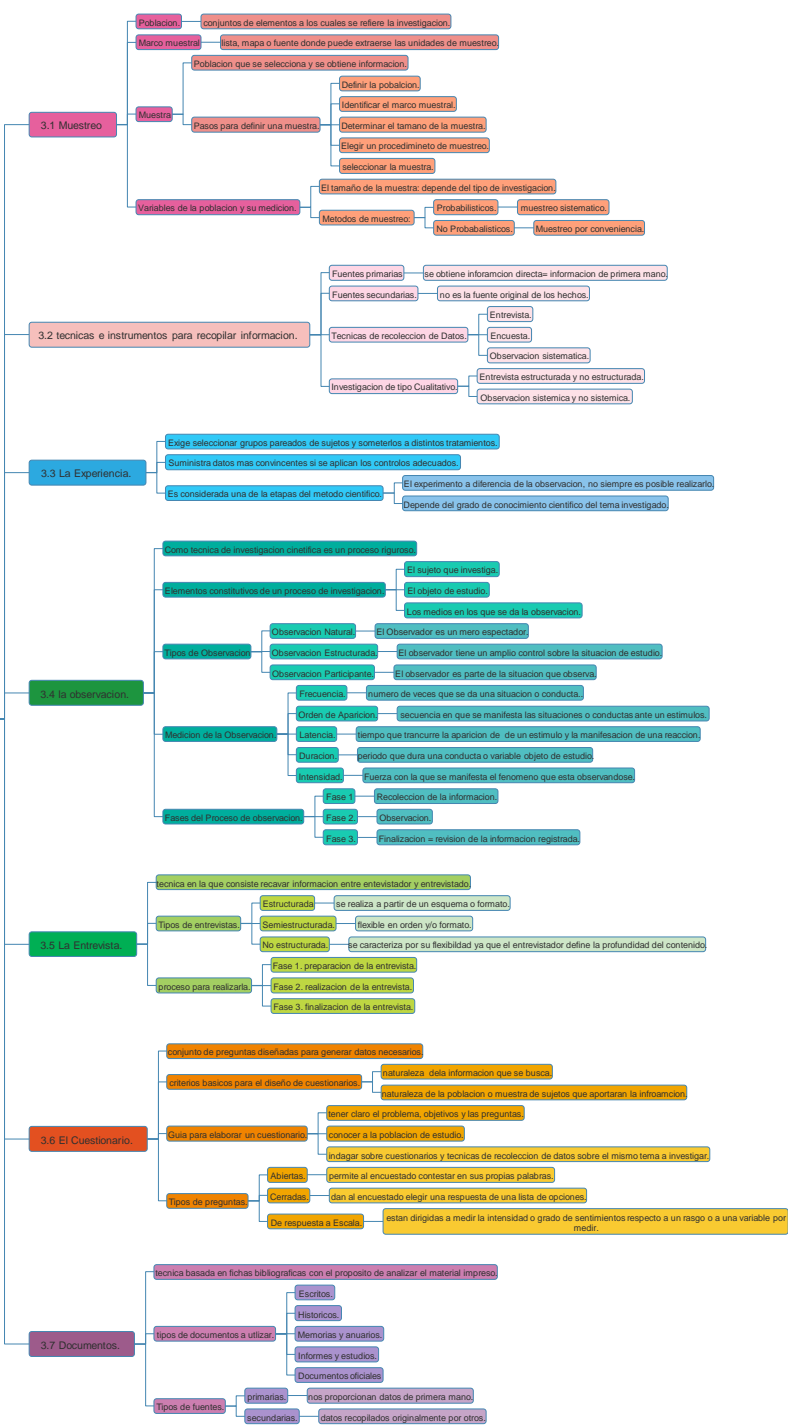 3.1 Muestreo
Poblacion.
conjuntos de elementos a los cuales se refiere la investigacion.
Marco muestral
lista, mapa o fuente donde puede extraerse las unidades de muestreo.
Muestra
Poblacion que se selecciona y se obtiene informacion.
Pasos para definir una muestra.
Definir la pobalcion.
Identificar el marco muestral.
Determinar el tamano de la muestra.
Elegir un procedimineto de muestreo.
seleccionar la muestra.
Variables de la poblacion y su medicion.
El tamaño de la muestra: depende del tipo de investigacion.
Metodos de muestreo:
Probabilisticos.
muestreo sistematico.
No Probabalisticos.
Muestreo por conveniencia.
3.2 tecnicas e instrumentos para recopilar informacion.
Fuentes primarias
se obtiene inforamcion directa= informacion de primera mano.
Fuentes secundarias.
no es la fuente original de los hechos.
Tecnicas de recoleccion de Datos.
Entrevista.
Encuesta.
Observacion sistematica.
Investigacion de tipo Cualitativo.
Entrevista estructurada y no estructurada.
Observacion sistemica y no sistemica.
3.3 La Experiencia.
Exige seleccionar grupos pareados de sujetos y someterlos a distintos tratamientos.
Suministra datos mas convincentes si se aplican los controles adecuados.
Es considerada una de la etapas del metodo cientifico.
El experimento a diferencia de la observacion, no siempre es posible realizarlo.
Depende del grado de conocimiento cientifico del tema investigado.
3.4 la observacion.
Como tecnica de investigacion cinetifica es un proceso riguroso.
Elementos constitutivos de un proceso de investigacion.
El sujeto que investiga.
El objeto de estudio.
Los medios en los que se da la observacion.
Tipos de Observacion
Observacion Natural.
El Observador es un mero espectador.
Observacion Estructurada.
El observador tiene un amplio control sobre la situacion de estudio.
Observacion Participante.
El observador es parte de la situacion que observa.
Medicion de la Observacion.
Frecuencia.
numero de veces que se da una situacion o conducta..
Orden de Aparicion.
secuencia en que se manifesta las situaciones o conductas ante un estimulos.
Latencia.
tiempo que trancurre la aparicion de de un estimulo y la manifesacion de una reaccion.
Duracion.
periodo que dura una conducta o variable objeto de estudio.
Intensidad.
Fuerza con la que se manifesta el fenomeno que esta observandose.
Fases del Proceso de observacion.
Fase 1
Recoleccion de la informacion.
Fase 2.
Observacion.
Fase 3.
Finalizacion = revision de la informacion registrada.
3.5 La Entrevista.
tecnica en la que consiste recavar informacion entre entevistador y entrevistado.
Tipos de entrevistas.
Estructurada
se realiza a partir de un esquema o formato.
Semiestructurada.
flexible en orden y/o formato.
No estructurada.
se caracteriza por su flexibildad ya que el entrevistador define la profundidad del contenido.
proceso para realizarla.
Fase 1. preparacion de la entrevista.
Fase 2. realizacion de la entrevista.
Fase 3. finalizacion de la entrevista.
3.6 El Cuestionario.
conjunto de preguntas diseñadas para generar datos necesarios.
criterios basicos para el diseño de cuestionarios.
naturaleza dela informacion que se busca.
naturaleza de la poblacion o muestra de sujetos que aportaran la infroamcion.
Guia para elaborar un cuestionario.
tener claro el problema, objetivos y las preguntas.
conocer a la poblacion de estudio.
indagar sobre cuestionarios y tecnicas de recoleccion de datos sobre el mismo tema a investigar.
Tipos de preguntas.
Abiertas.
permite al encuestado contestar en sus propias palabras.
Cerradas.
dan al encuestado elegir una respuesta de una lista de opciones.
De respuesta a Escala.
estan dirigidas a medir la intensidad o grado de sentimientos respecto a un rasgo o a una variable por
medir.
3.7 Documentos.
tecnica basada en fichas bibliograficas con el proposito de analizar el material impreso.
tipos de documentos a utlizar.
Escritos.
Historicos.
Memorias y anuarios.
Informes y estudios.
Documentos oficiales
Tipos de fuentes.
primarias.
nos proporcionan datos de primera mano.
secundarias.
datos recopilados originalmente por otros.